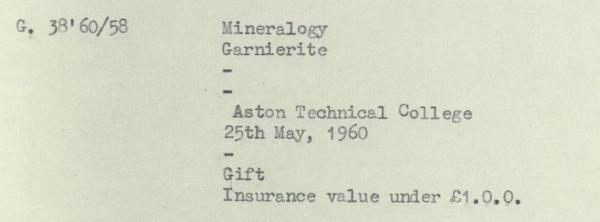 G. 38'60/58 Mineralogy
Garnierite
-
-
Aston Technical College
25th May, 1960
-
Gift
Insurance value under £1.0.0.